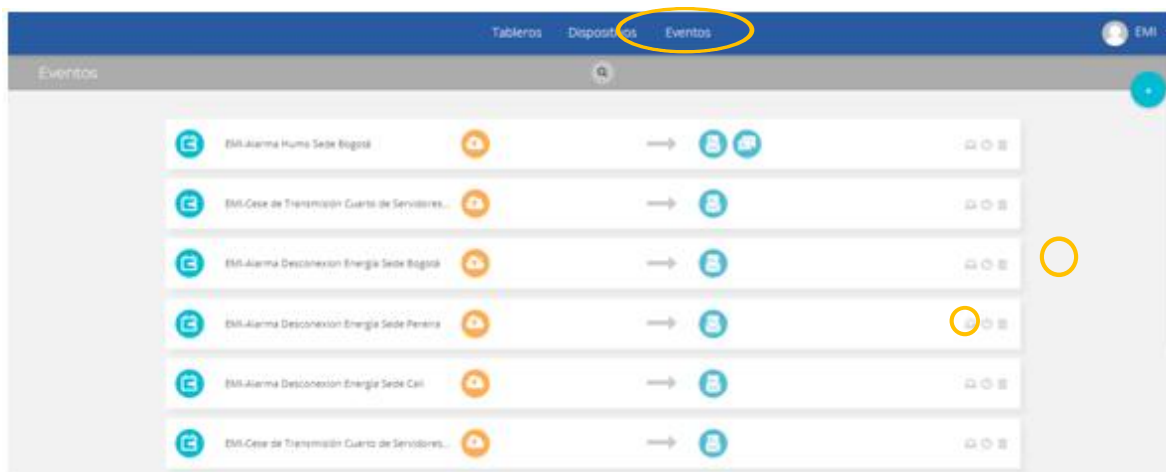 Tableros Dispositivos Eventos EMI
Eventos
EMI-Alarma Humo Sede Bogotá
EMI-Cese de Transmisión Cuarto de Servidores...
EMI-Alarma Desconexion Energía Sede Bogotá
EMI-Alarma Desconexion Energía Sede Pereira
EMI-Alarma Desconexion Energía Sede Cali
EMI-Cese de Transmisión Cuarto de Servidores...